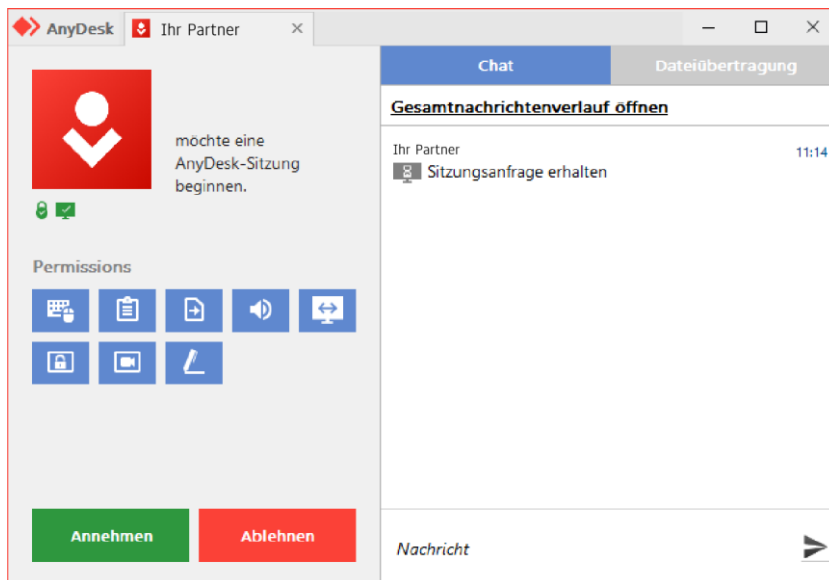 AnyDesk
Ihr Partner
möchte eine
AnyDesk-Sitzung
beginnen.
Permissions
Annehmen
Ablehnen
Chat
Dateiübertragung
Gesamtnachrichtenverlauf öffnen
Ihr Partner
11:14
Sitzungsanfrage erhalten
Nachricht